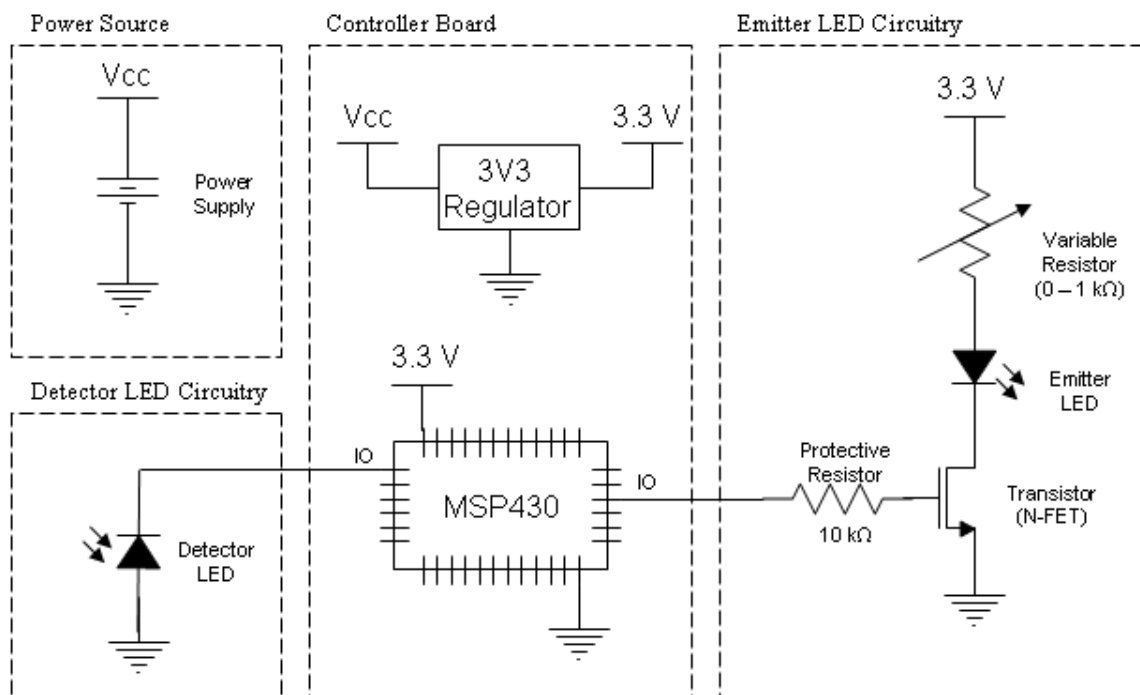 Power Source
Vcc
Power
Supply
Detector LED Circuitry
Detector
LED
Controller Board
Vcc
3.3 V
3V3
Regulator
3.3 V
IO
MSP430
IO
Emitter LED Circuitry
3.3 V
Variable
Resistor
(0 – 1 kΩ)
Emitter
LED
Protective
Resistor
10 kΩ
Transistor
(N-FET)